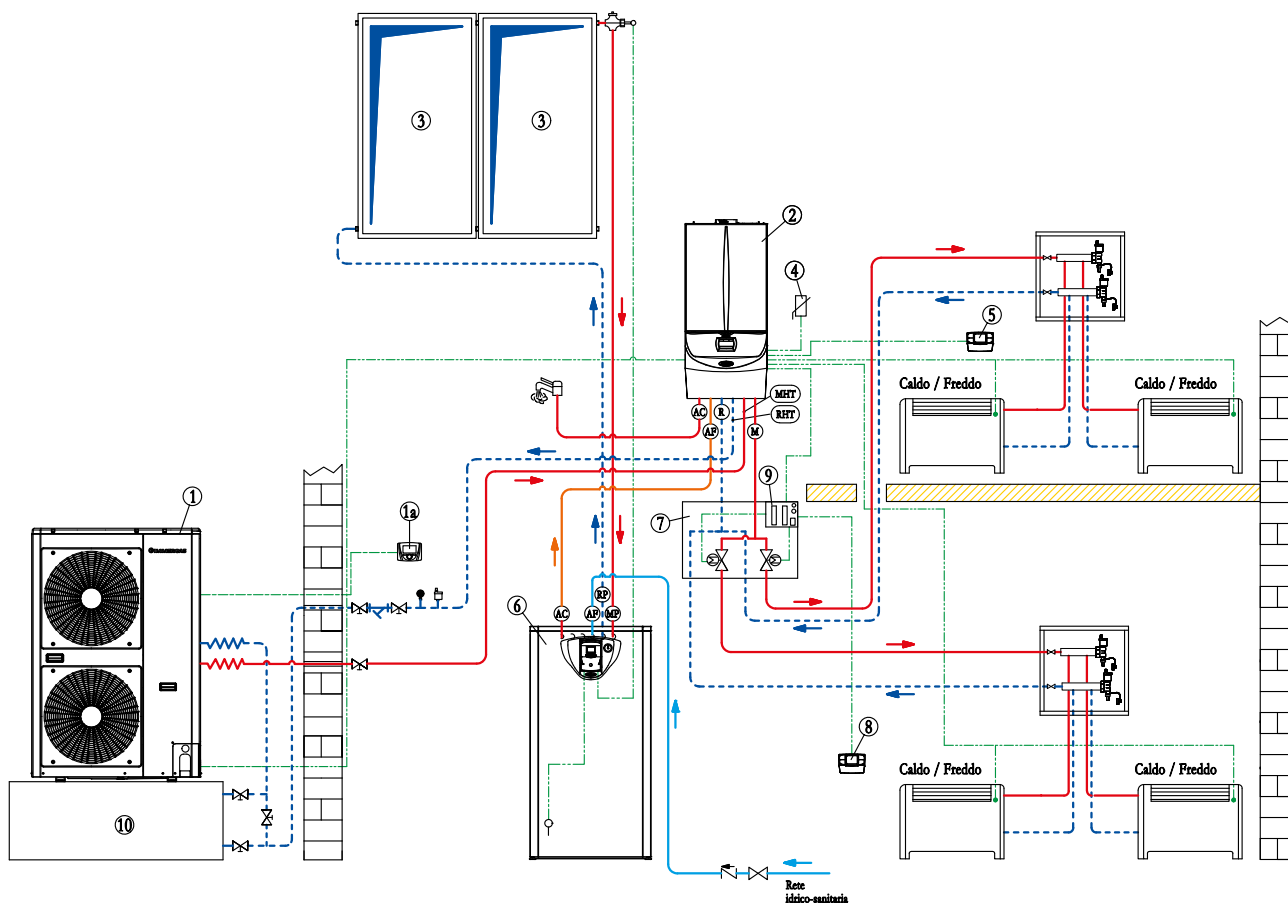 3
3
2
4
5
Caldo / Freddo
Caldo / Freddo
MHT
AC
R
RHT
AF
M
9
1
1a
7
RP
6
AC
AF
MP
8
Caldo / Freddo
Caldo / Freddo
10
Rete
idrico-sanitaria